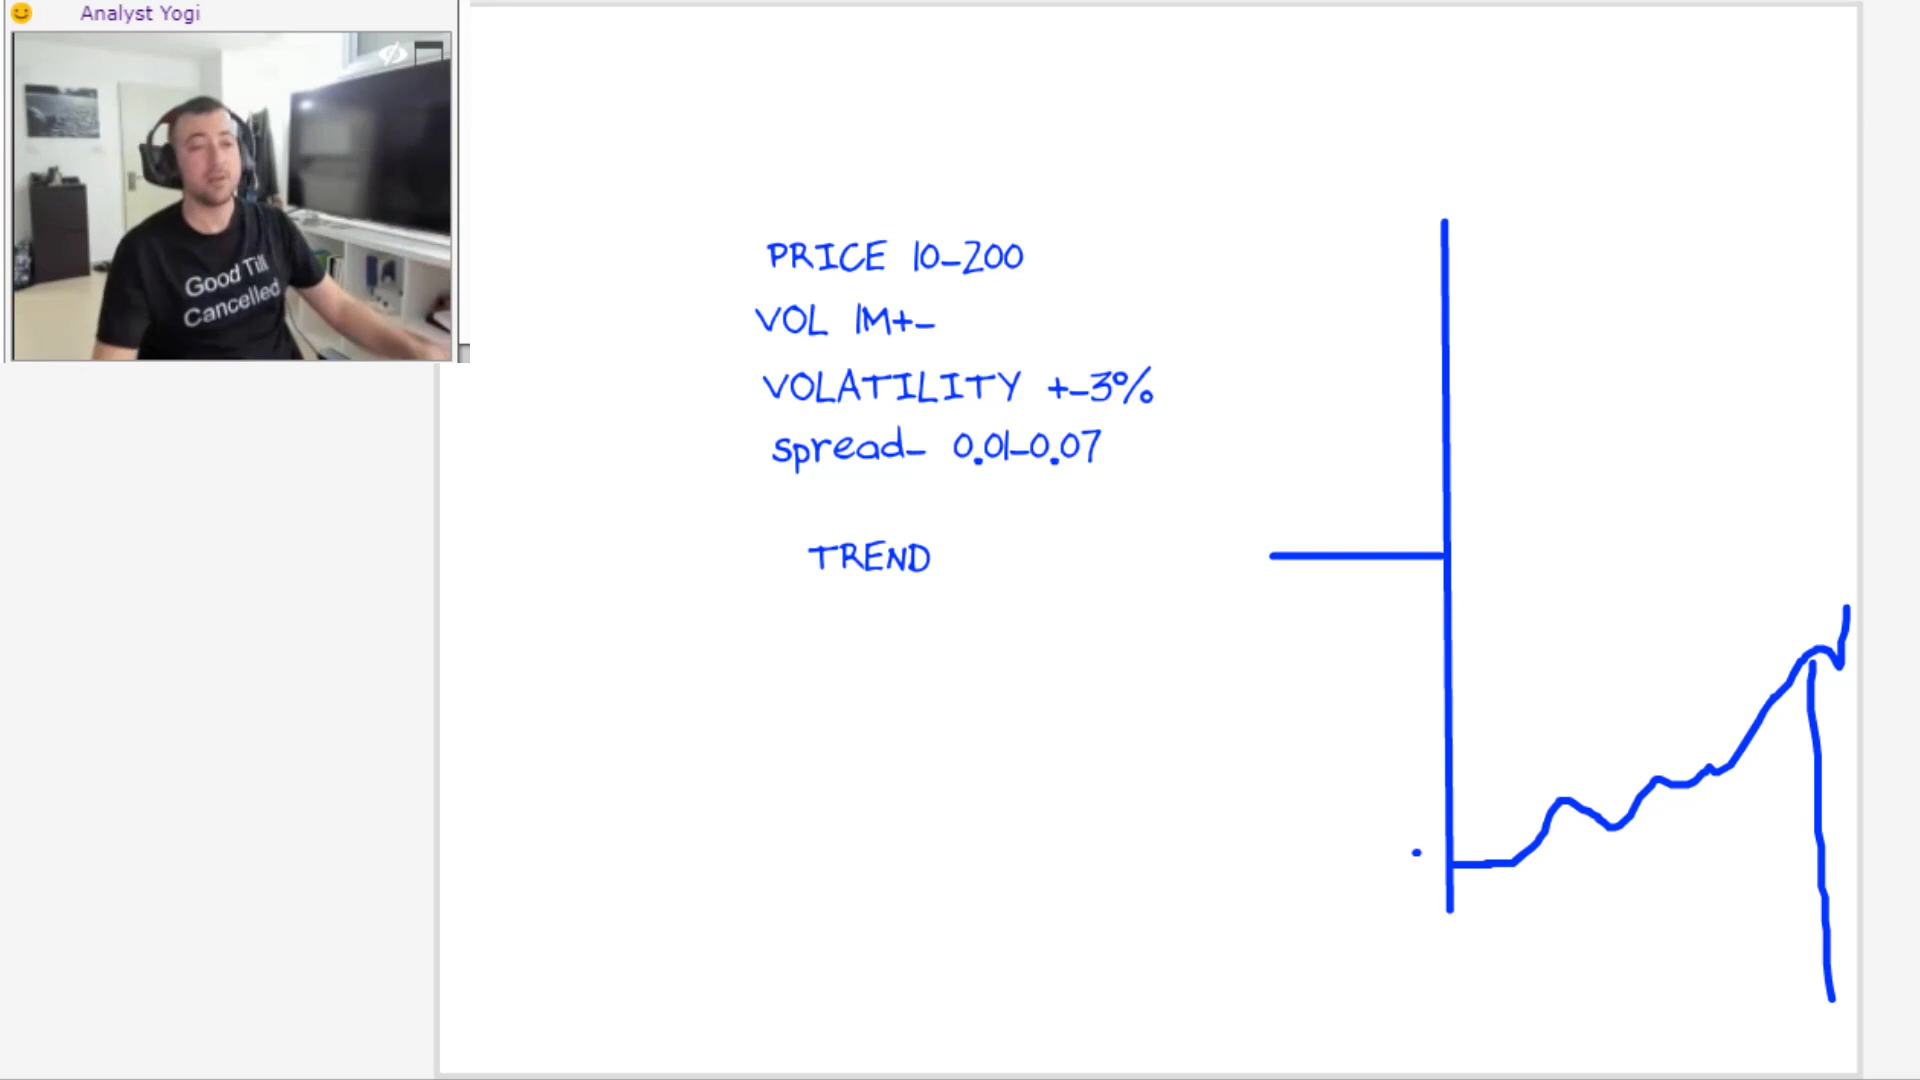 Analyst Yogi
Good Till
Cancelled
PRICE 10-200
VOL 1M+-
VOLATILITY +-3%
spread- 0.01-0.07
TREND